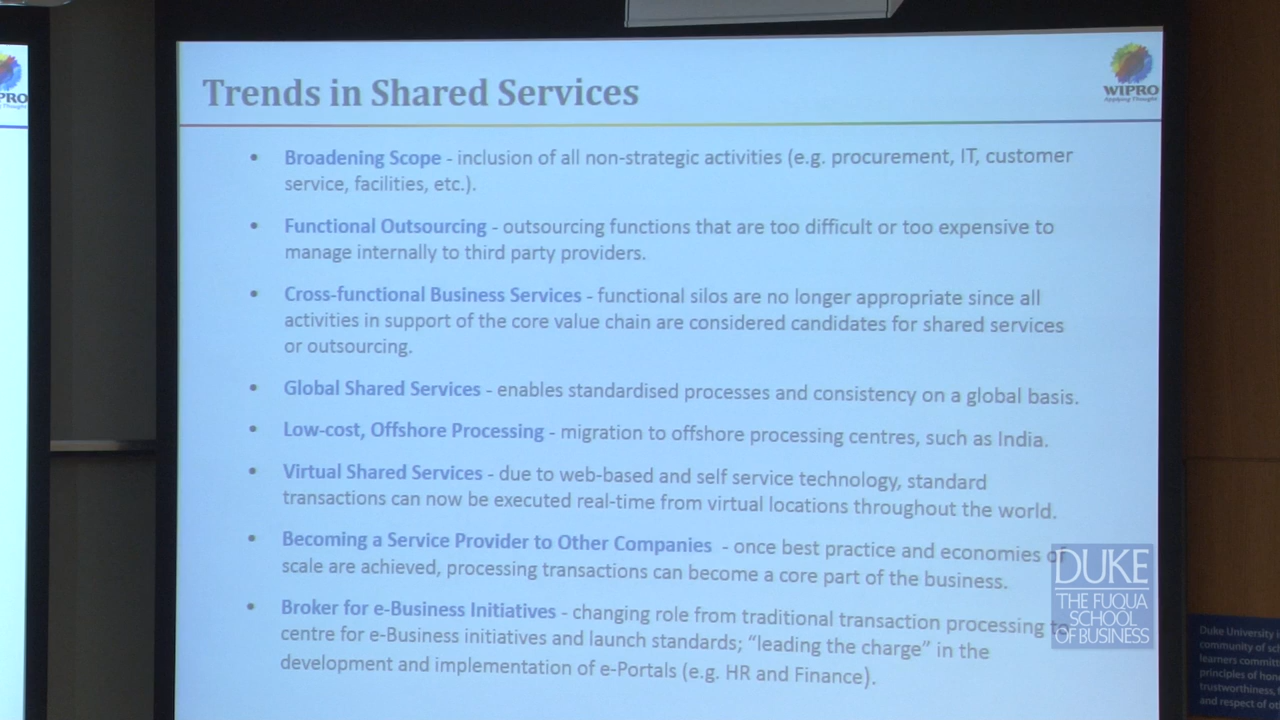 Trends in Shared Services
WIPRO
Applying Thought
PRO
• Broadening Scope - inclusion of all non-strategic activities (e.g. procurement, IT, customer
service, facilities, etc.).
• Functional Outsourcing - outsourcing functions that are too difficult or too expensive to
manage internally to third party providers.
• Cross-functional Business Services - functional silos are no longer appropriate since all
activities in support of the core value chain are considered candidates for shared services
or outsourcing.
• Global Shared Services - enables standardised processes and consistency on a global basis.
• Low-cost, Offshore Processing - migration to offshore processing centres, such as India.
• Virtual Shared Services - due to web-based and self service technology, standard
transactions can now be executed real-time from virtual locations throughout the world.
• Becoming a Service Provider to Other Companies - once best practice and economies of
scale are achieved, processing transactions can become a core part of the business.
• Broker for e-Business Initiatives - changing role from traditional transaction processing to
centre for e-Business initiatives and launch standards; "leading the charge" in the
development and implementation of e-Portals (e.g. HR and Finance).
DUKE
THE FUQUA
SCHOOL
OF BUSINESS
Duke University
community of
learners
principles of
trustworthiness,
and respect of